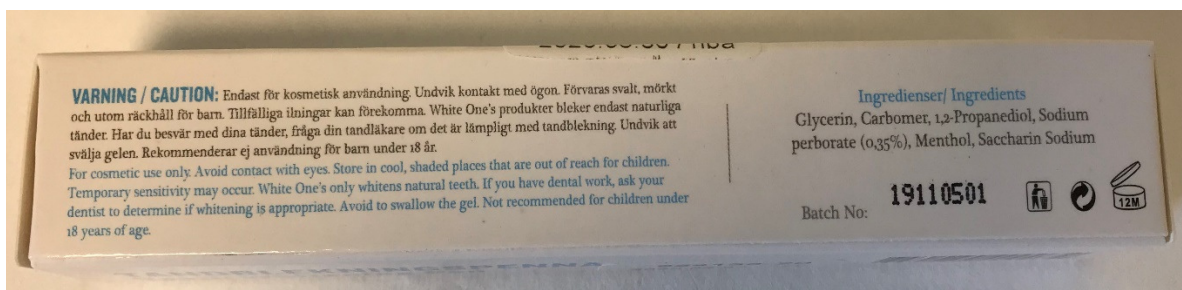 VARNING / CAUTION: Endast för kosmetisk användning. Undvik kontakt med ögon. Förvaras svalt, mörkt
och utom räckhåll för barn. Tillfälliga ilningar kan förekomma. White One's produkter bleker endast naturliga
tänder. Har du besvär med dina tänder, fråga din tandläkare om det är lämpligt med tandblekning. Undvik att
svälja gelen. Rekommenderar ej användning för barn under 18 år.
For cosmetic use only. Avoid contact with eyes. Store in cool, shaded places that are out of reach for children.
Temporary sensitivity may occur. White One's only whitens natural teeth. If you have dental work, ask your
dentist to determine if whitening is appropriate. Avoid to swallow the gel. Not recommended for children under
18 years of age.
Ingredienser/ Ingredients
Glycerin, Carbomer, 1,2-Propanediol, Sodium
perborate (0,35%), Menthol, Saccharin Sodium
Batch No: 19110501
12M